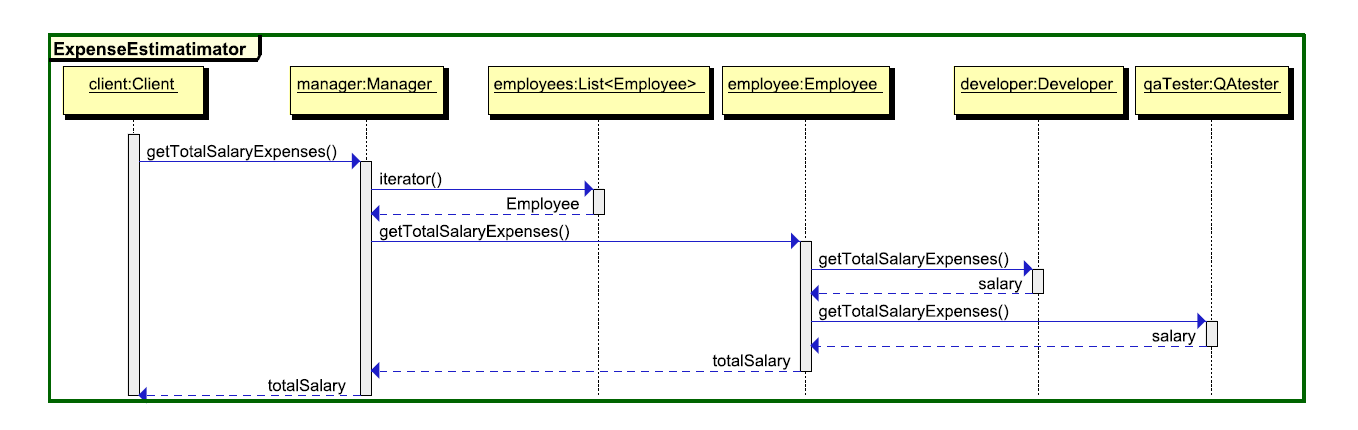 ExpenseEstimatimator
client:Client
manager:Manager
employees:List<Employee>
employee:Employee
developer:Developer
qaTester:QAtester
getTotalSalaryExpenses()
iterator()
Employee
getTotalSalaryExpenses()
getTotalSalaryExpenses()
salary
getTotalSalaryExpenses()
salary
totalSalary
totalSalary